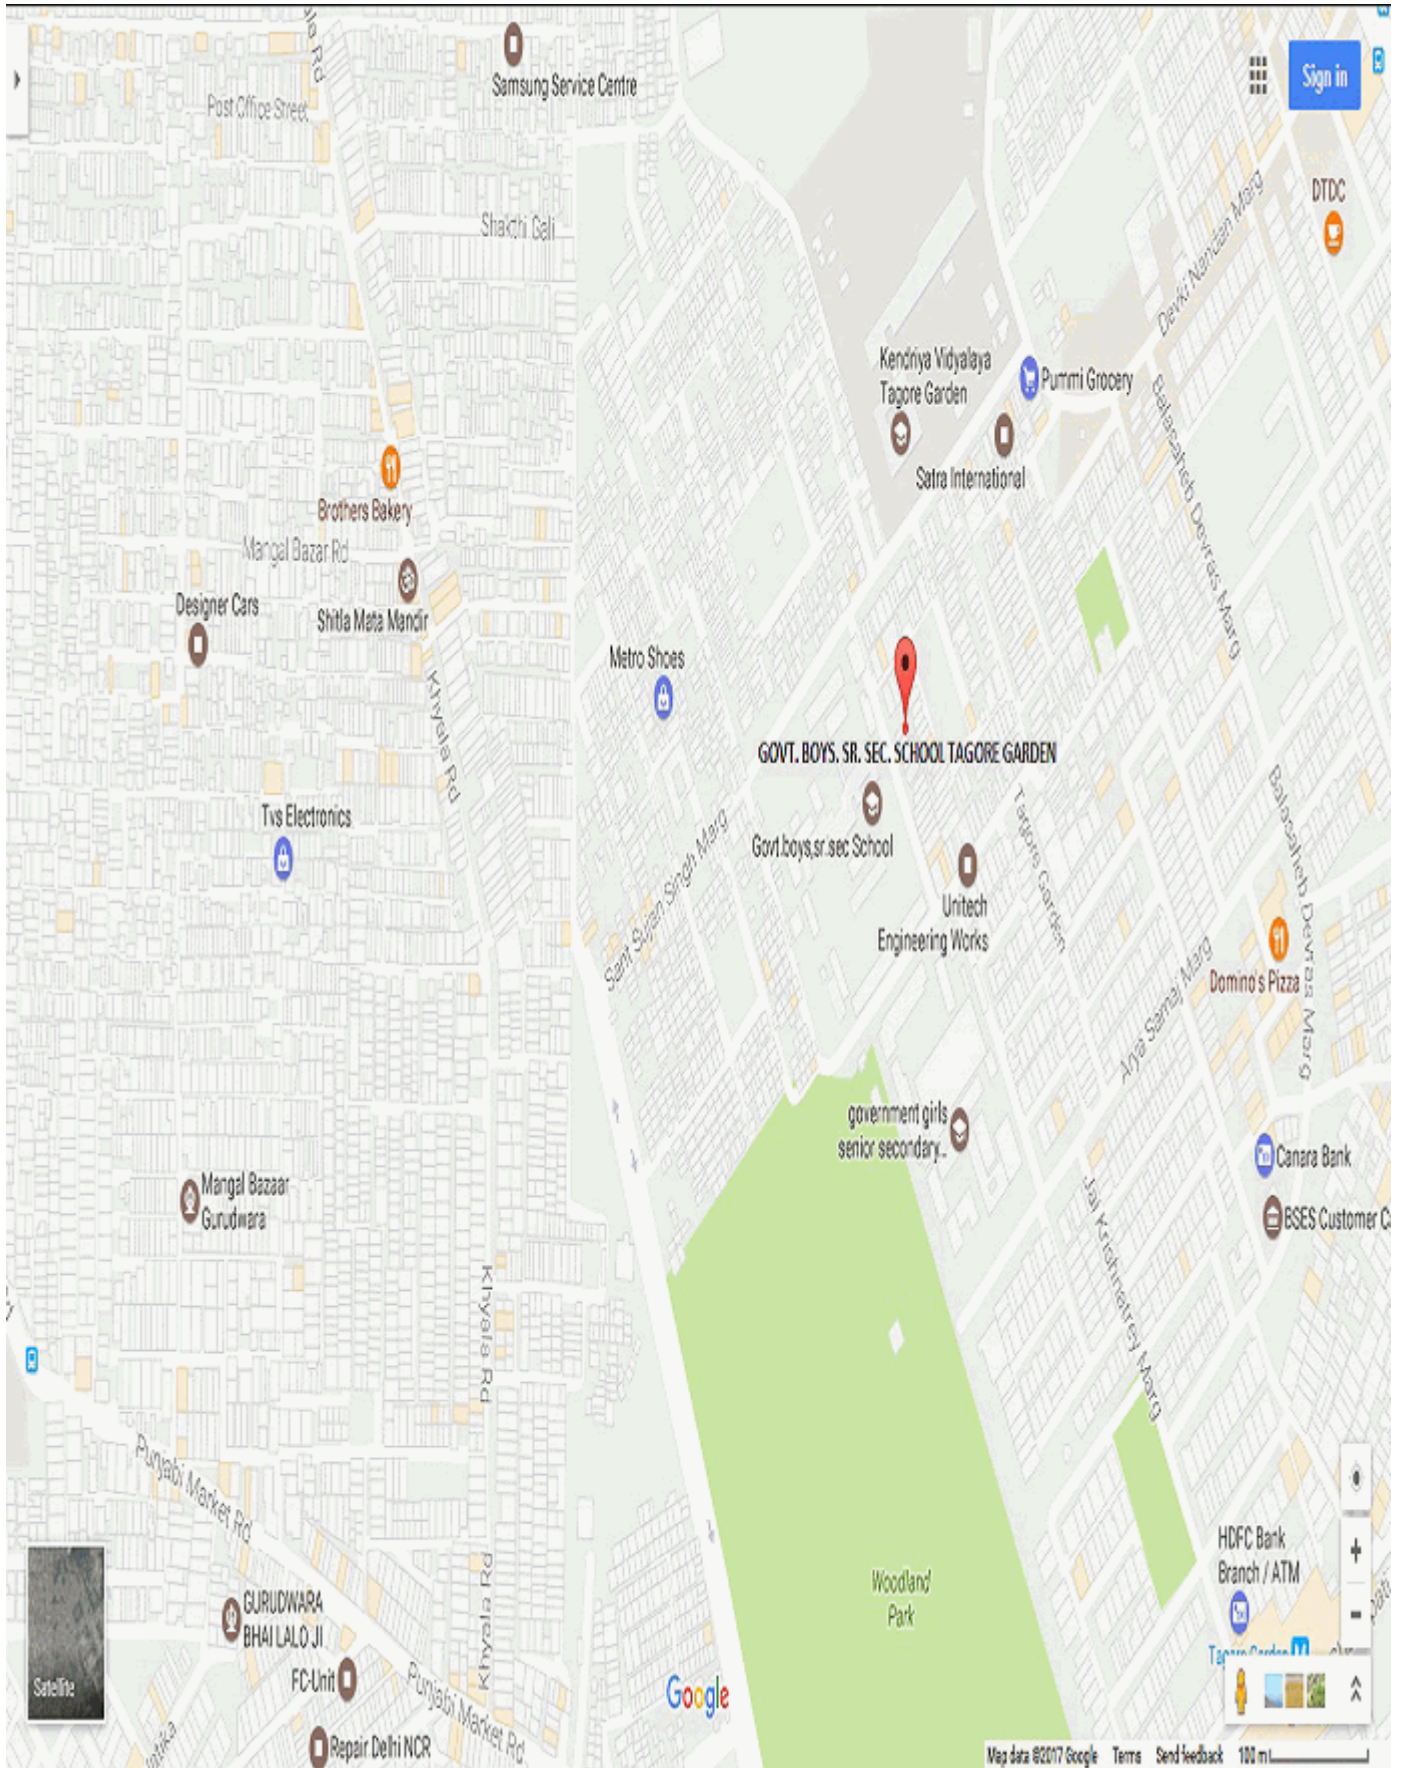 Samsung Service Centre
Sign in
Post Office Street
Shakthi Gali
DTDC
Devki Nandan Marg
Kendriya Vidyalaya
Tagore Garden
Pummi Grocery
Satra International
Balasaheb Devras Marg
Brothers Bakery
Mangal Bazar Rd
Designer Cars
Shitla Mata Mandir
Metro Shoes
Khyala Rd
GOVT. BOYS. SR. SEC. SCHOOL TAGORE GARDEN
Tvs Electronics
Govt.boys,sr.sec School
Sant Sujan Singh Marg
Tagore Garden
Unitech
Engineering Works
Balasaheb Devras Marg
Domino's Pizza
Arya Samaj Marg
government girls
senior secondary...
Canara Bank
BSES Customer
Mangal Bazaar
Gurudwara
Jai Krishnatrey Marg
Khyala Rd
Punjabi Market Rd
HDFC Bank
Branch / ATM
Woodland
Park
GURUDWARA
BHAI LALO JI
Khyala Rd
FC-Unit
Punjabi Market Rd
Satellite
Google
Repair Delhi NCR
Map data ©2017 Google Terms Send feedback 100 m